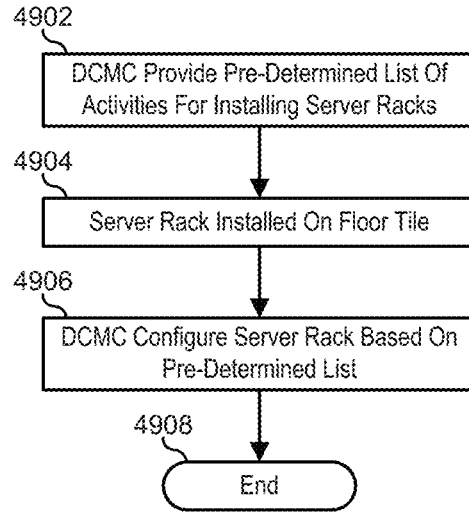 4902
DCMC Provide Pre-Determined List Of
Activities For Installing Server Racks
4904
Server Rack Installed On Floor Tile
4906
DCMC Configure Server Rack Based On
Pre-Determined List
4908
End